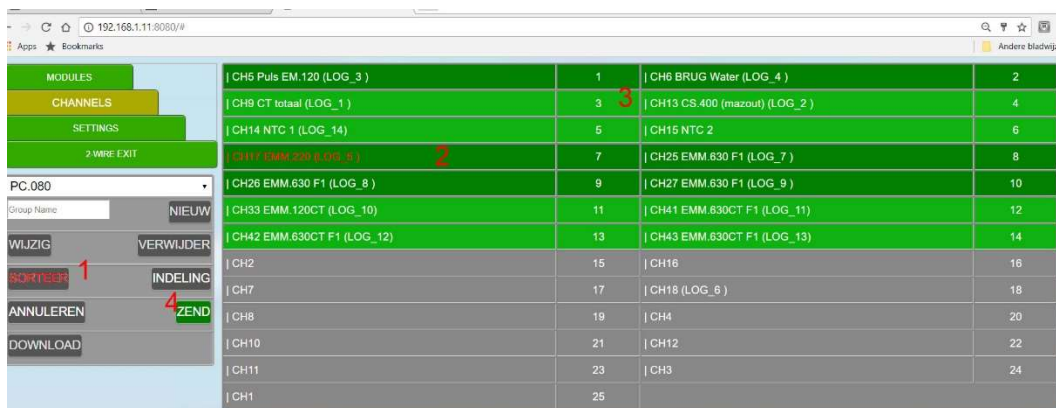 192.168.1.11:8080/#
Apps Bookmarks Andere bladwij
MODULES
CHANNELS
SETTINGS
2-WIRE EXIT
PC.080
Group Name NIEUW
WIJZIG VERWIJDER
SORTEER 1 INDELING
ANNULEREN 4 ZEND
DOWNLOAD
| CH5 Puls EM.120 (LOG_3 ) 1 | CH6 BRUG Water (LOG_4 ) 2
| CH9 CT totaal (LOG_1 ) 3 3 | CH13 CS.400 (mazout) (LOG_2 ) 4
| CH14 NTC 1 (LOG_14) 5 | CH15 NTC 2 6
| CH17 EMM.220 (LOG_5 ) 2 7 | CH25 EMM.630 F1 (LOG_7 ) 8
| CH26 EMM.630 F1 (LOG_8 ) 9 | CH27 EMM.630 F1 (LOG_9 ) 10
| CH33 EMM.120CT (LOG_10) 11 | CH41 EMM.630CT F1 (LOG_11) 12
| CH42 EMM.630CT F1 (LOG_12) 13 | CH43 EMM.630CT F1 (LOG_13) 14
| CH2 15 | CH16 16
| CH7 17 | CH18 (LOG_6 ) 18
| CH8 19 | CH4 20
| CH10 21 | CH12 22
| CH11 23 | CH3 24
| CH1 25